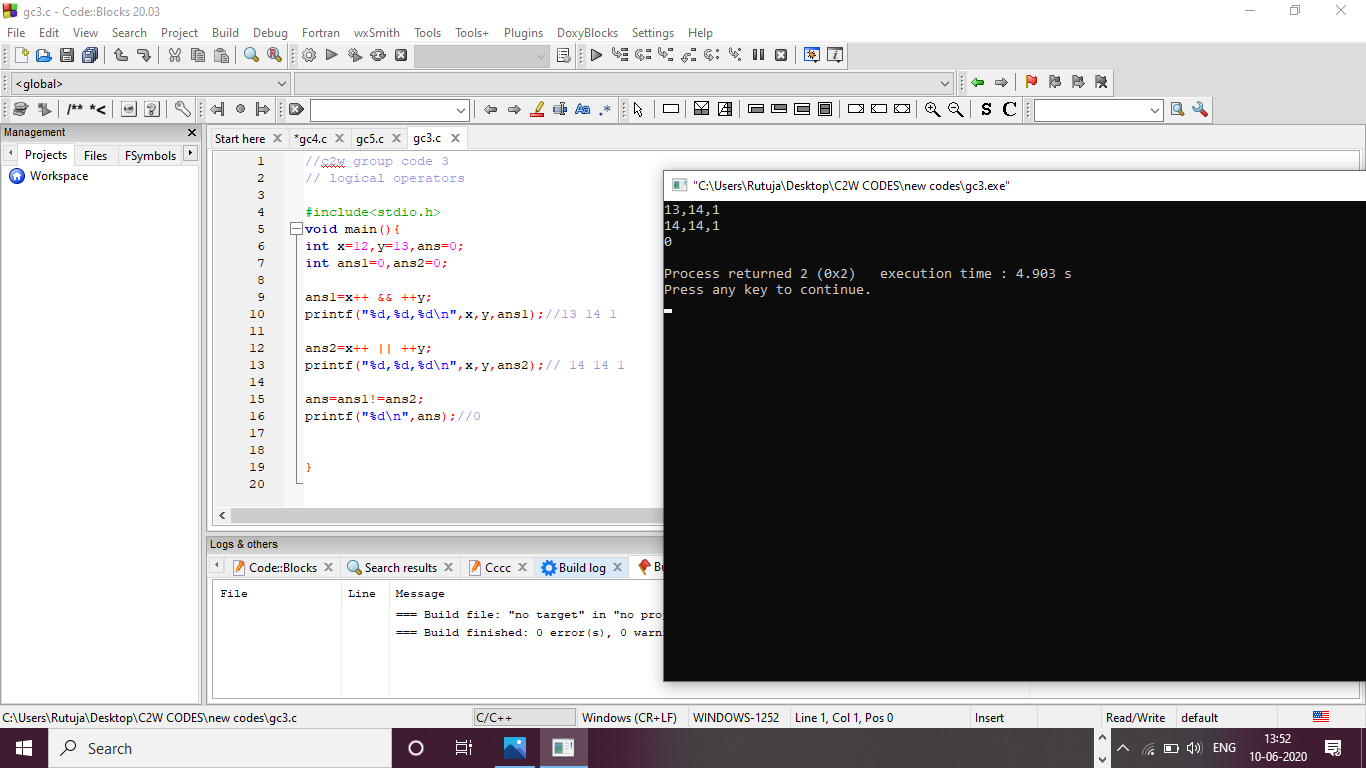 gc3.c - Code::Blocks 20.03
File Edit View Search Project Build Debug Fortran wxSmith Tools Tools+ Plugins DoxyBlocks Settings Help
<global>
/** *<
Aa .*
S C
Management
Projects Files FSymbols
Workspace
Start here *gc4.c gc5.c gc3.c
1 //c2w group code 3
2 // logical operators
3
4 #include<stdio.h>
5 void main(){
6 int x=12,y=13,ans=0;
7 int ans1=0,ans2=0;
8
9 ans1=x++ && ++y;
10 printf("%d,%d,%d\n",x,y,ans1);//13 14 1
11
12 ans2=x++ || ++y;
13 printf("%d,%d,%d\n",x,y,ans2);// 14 14 1
14
15 ans=ans1!=ans2;
16 printf("%d\n",ans);//0
17
18
19 }
20
"C:\Users\Rutuja\Desktop\C2W CODES\new codes\gc3.exe"
13,14,1
14,14,1
0
Process returned 2 (0x2) execution time : 4.903 s
Press any key to continue.
Logs & others
Code::Blocks Search results Cccc Build log Bu
File Line Message
=== Build file: "no target" in "no pro
=== Build finished: 0 error(s), 0 warn
C:\Users\Rutuja\Desktop\C2W CODES\new codes\gc3.c C/C++ Windows (CR+LF) WINDOWS-1252 Line 1, Col 1, Pos 0 Insert Read/Write default
Search
ENG
13:52
10-06-2020